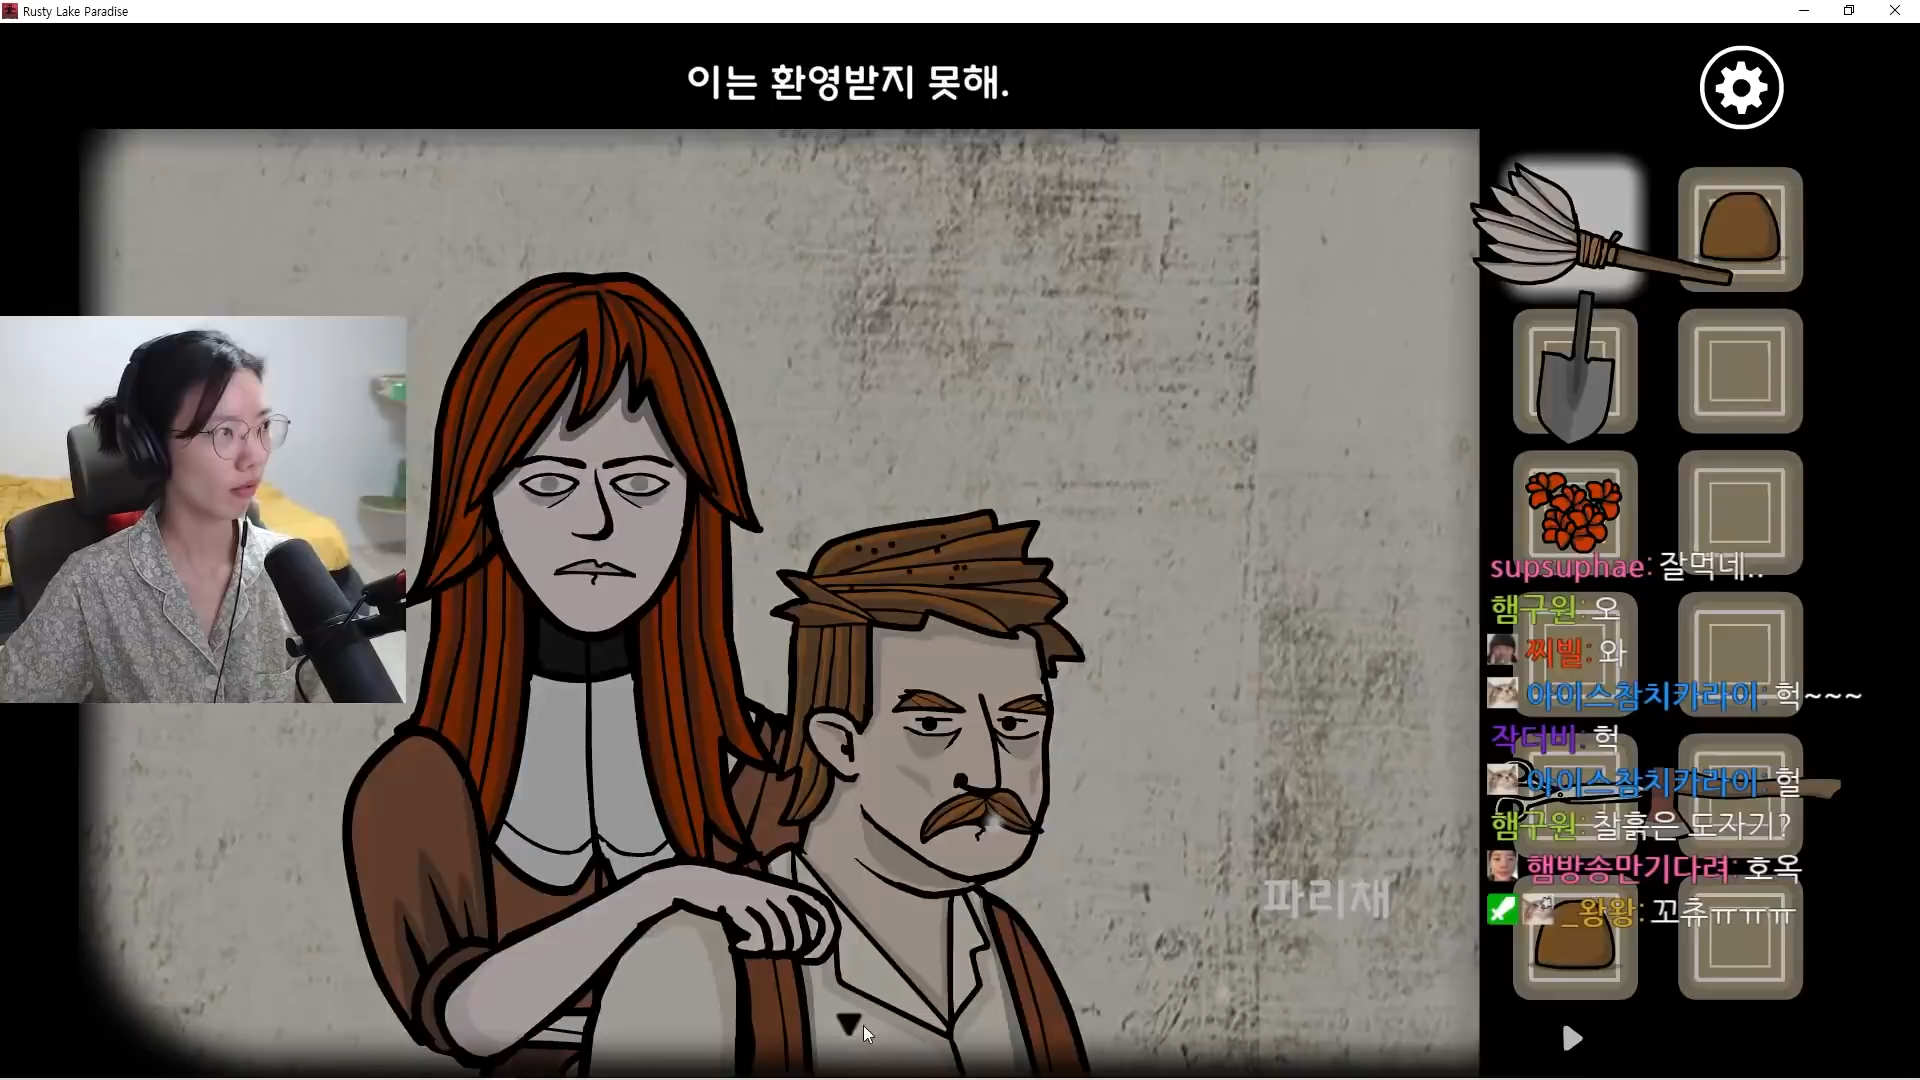 Rusty Lake Paradise
이는 환영받지 못해.
supsuphae: 잘먹네..
햄구원: 오
찌빌: 와
아이스참치카라이: 헉~~~
작더비: 헉
아이스참치카라이: 헐
햄구원: 찰흙은 도자기?
햄방송만기다려: 호옥
파리채
_왕왕: 꼬츄ㅠㅠㅠ